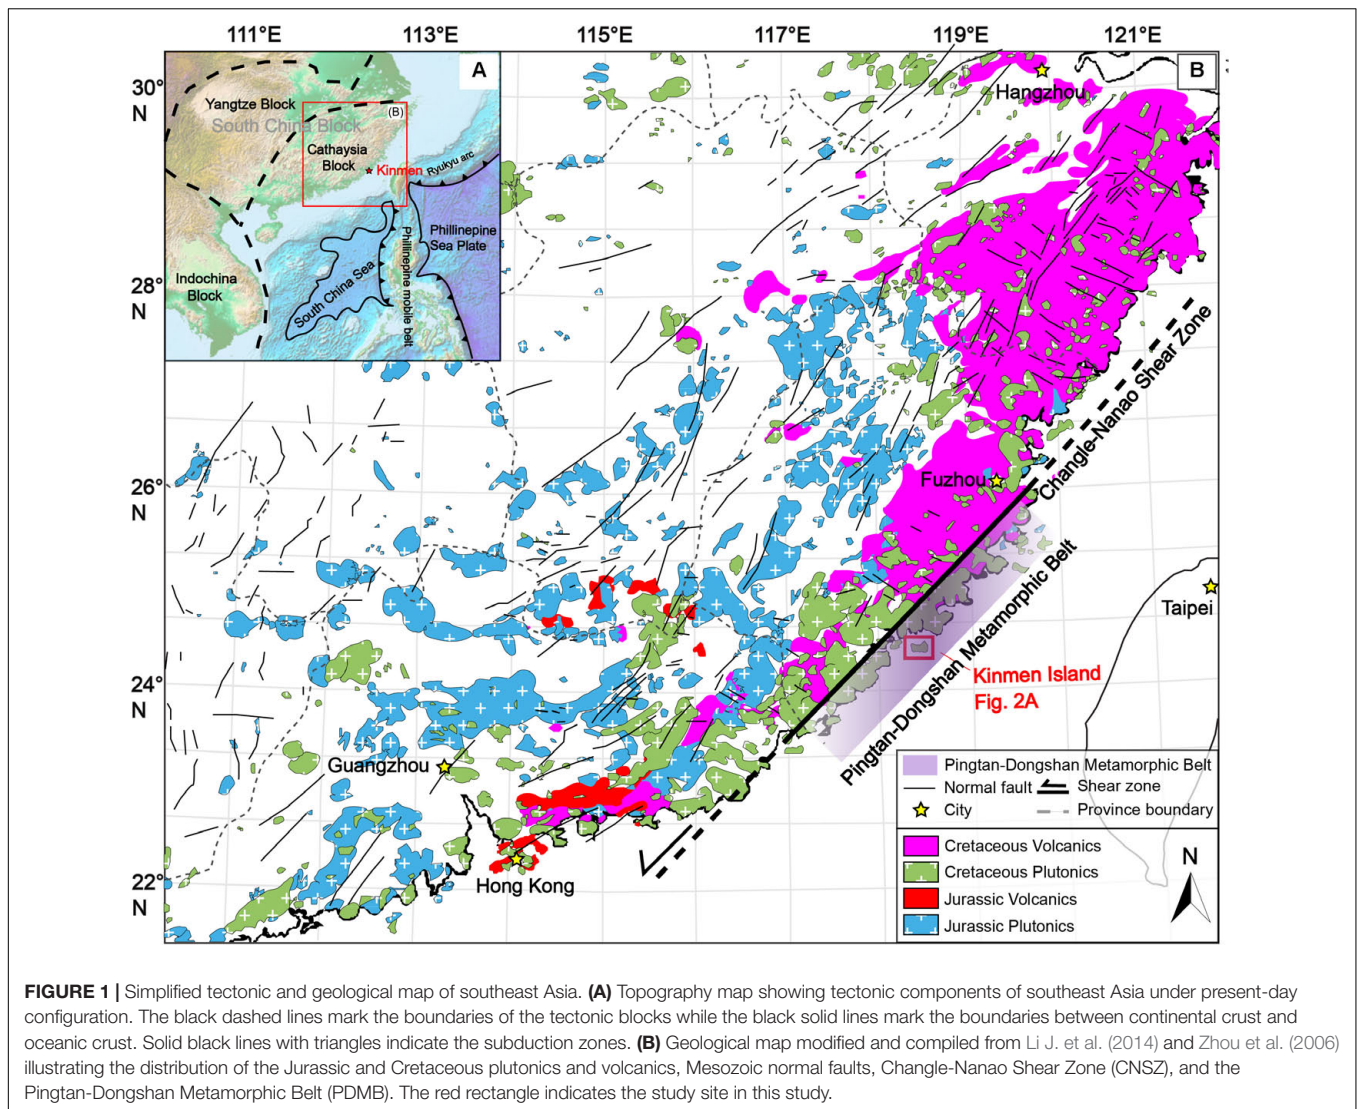 111°E 113°E 115°E 117°E 119°E 121°E
30°
N
28°
N
26°
N
24°
N
22°
N
A
(B)
Yangtze Block
South China Block
Cathaysia
Block
Kinmen
Ryukyu arc
Phillinepine
Sea Plate
Phillinepine mobile belt
South China Sea
Indochina
Block
B
Hangzhou
Changle-Nanao Shear Zone
Fuzhou
Pingtan-Dongshan Metamorphic Belt
Taipei
Kinmen Island
Fig. 2A
Guangzhou
Hong Kong
Pingtan-Dongshan Metamorphic Belt
Normal fault Shear zone
City Province boundary
Cretaceous Volcanics
Cretaceous Plutonics
Jurassic Volcanics
Jurassic Plutonics
N
FIGURE 1 | Simplified tectonic and geological map of southeast Asia. (A) Topography map showing tectonic components of southeast Asia under present-day
configuration. The black dashed lines mark the boundaries of the tectonic blocks while the black solid lines mark the boundaries between continental crust and
oceanic crust. Solid black lines with triangles indicate the subduction zones. (B) Geological map modified and compiled from Li J. et al. (2014) and Zhou et al. (2006)
illustrating the distribution of the Jurassic and Cretaceous plutonics and volcanics, Mesozoic normal faults, Changle-Nanao Shear Zone (CNSZ), and the
Pingtan-Dongshan Metamorphic Belt (PDMB). The red rectangle indicates the study site in this study.